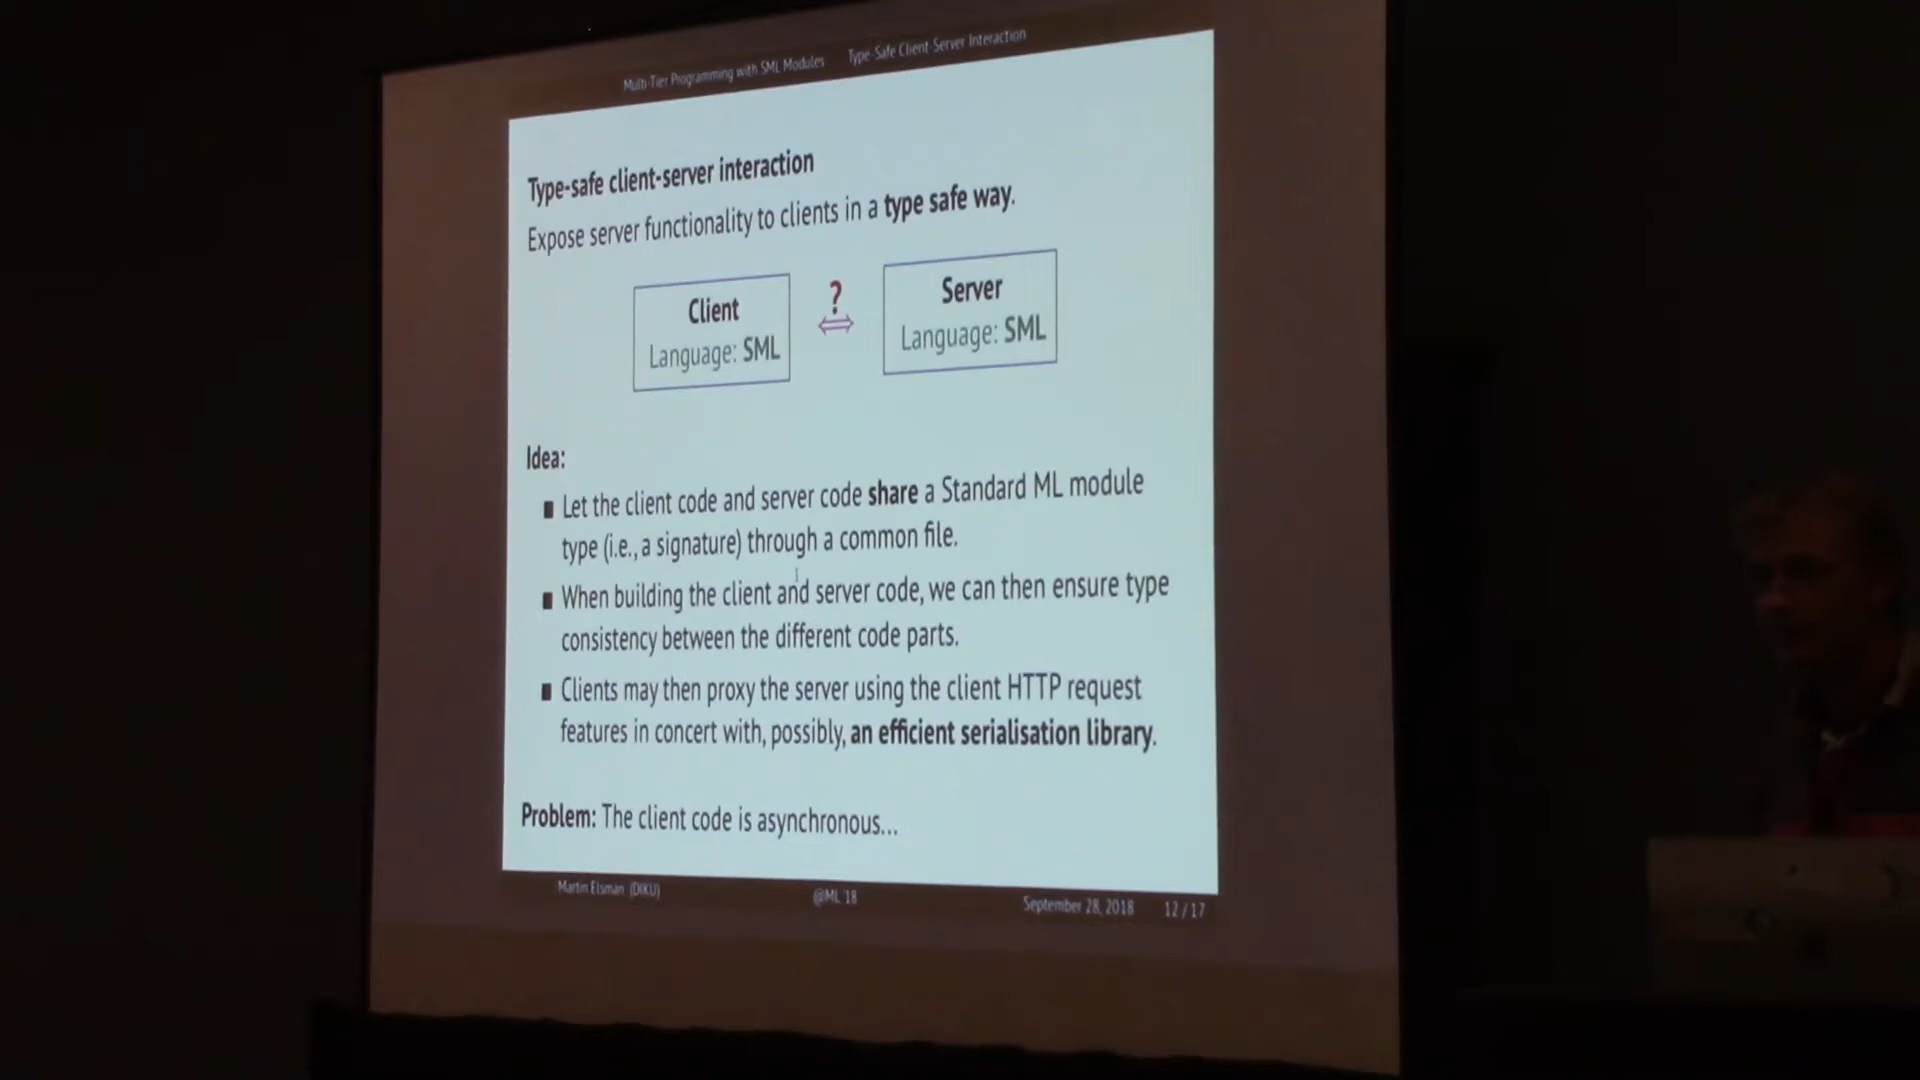 Multi-Tier Programming with SML Modules Type-Safe Client-Server Interaction
Type-safe client-server interaction
Expose server functionality to clients in a type safe way.
Client
Language: SML
?
Server
Language: SML
Idea:
Let the client code and server code share a Standard ML module
type (i.e., a signature) through a common file.
When building the client and server code, we can then ensure type
consistency between the different code parts.
Clients may then proxy the server using the client HTTP request
features in concert with, possibly, an efficient serialisation library.
Problem: The client code is asynchronous...
Martin Elsman (DIKU) @ML'18 September 28, 2018 12 / 17